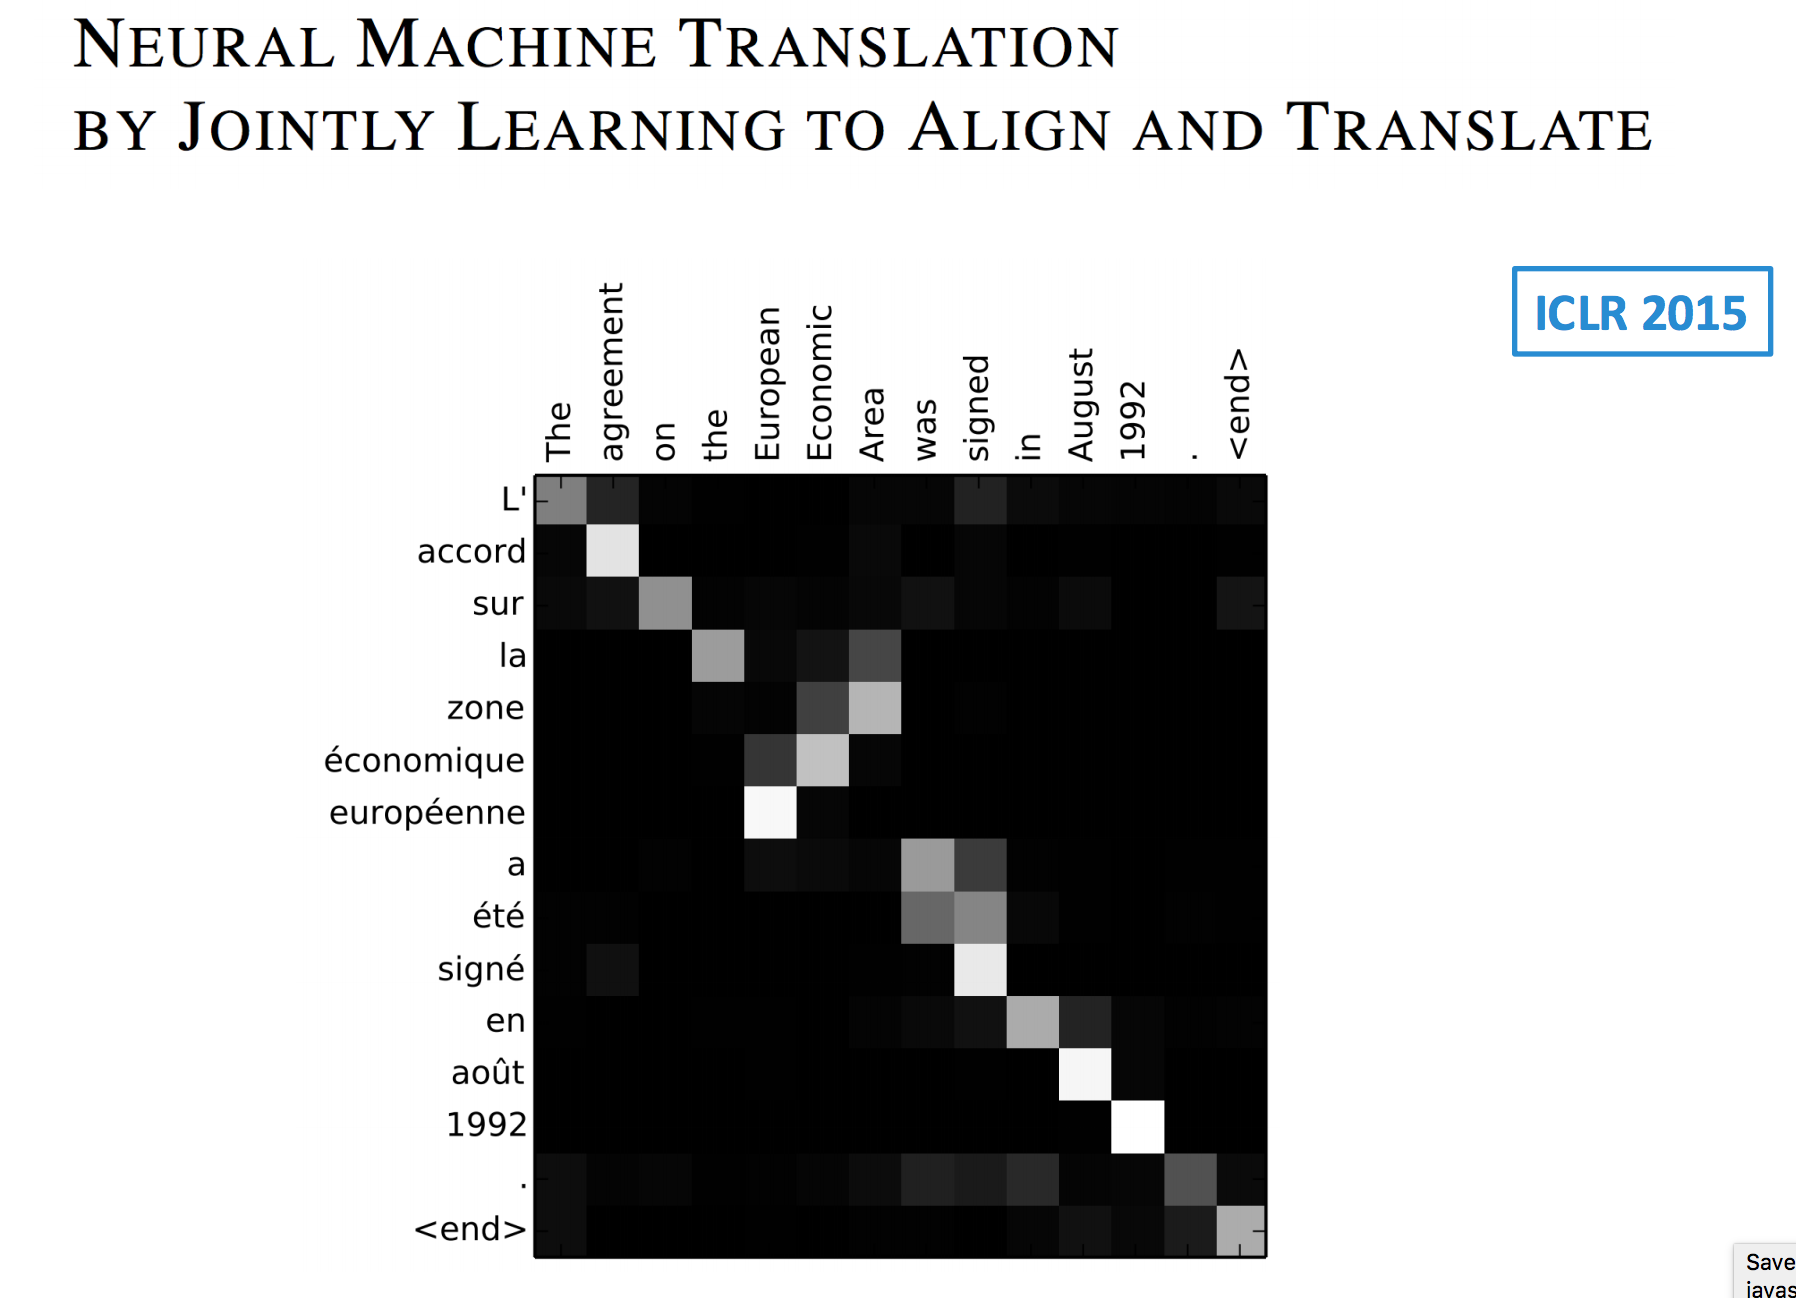 NEURAL MACHINE TRANSLATION
BY JOINTLY LEARNING TO ALIGN AND TRANSLATE
ICLR 2015
The
agreement
on
the
European
Economic
Area
was
signed
in
August
1992
.
<end>
L'
accord
sur
la
zone
économique
européenne
a
été
signé
en
août
1992
.
<end>
Save
javas